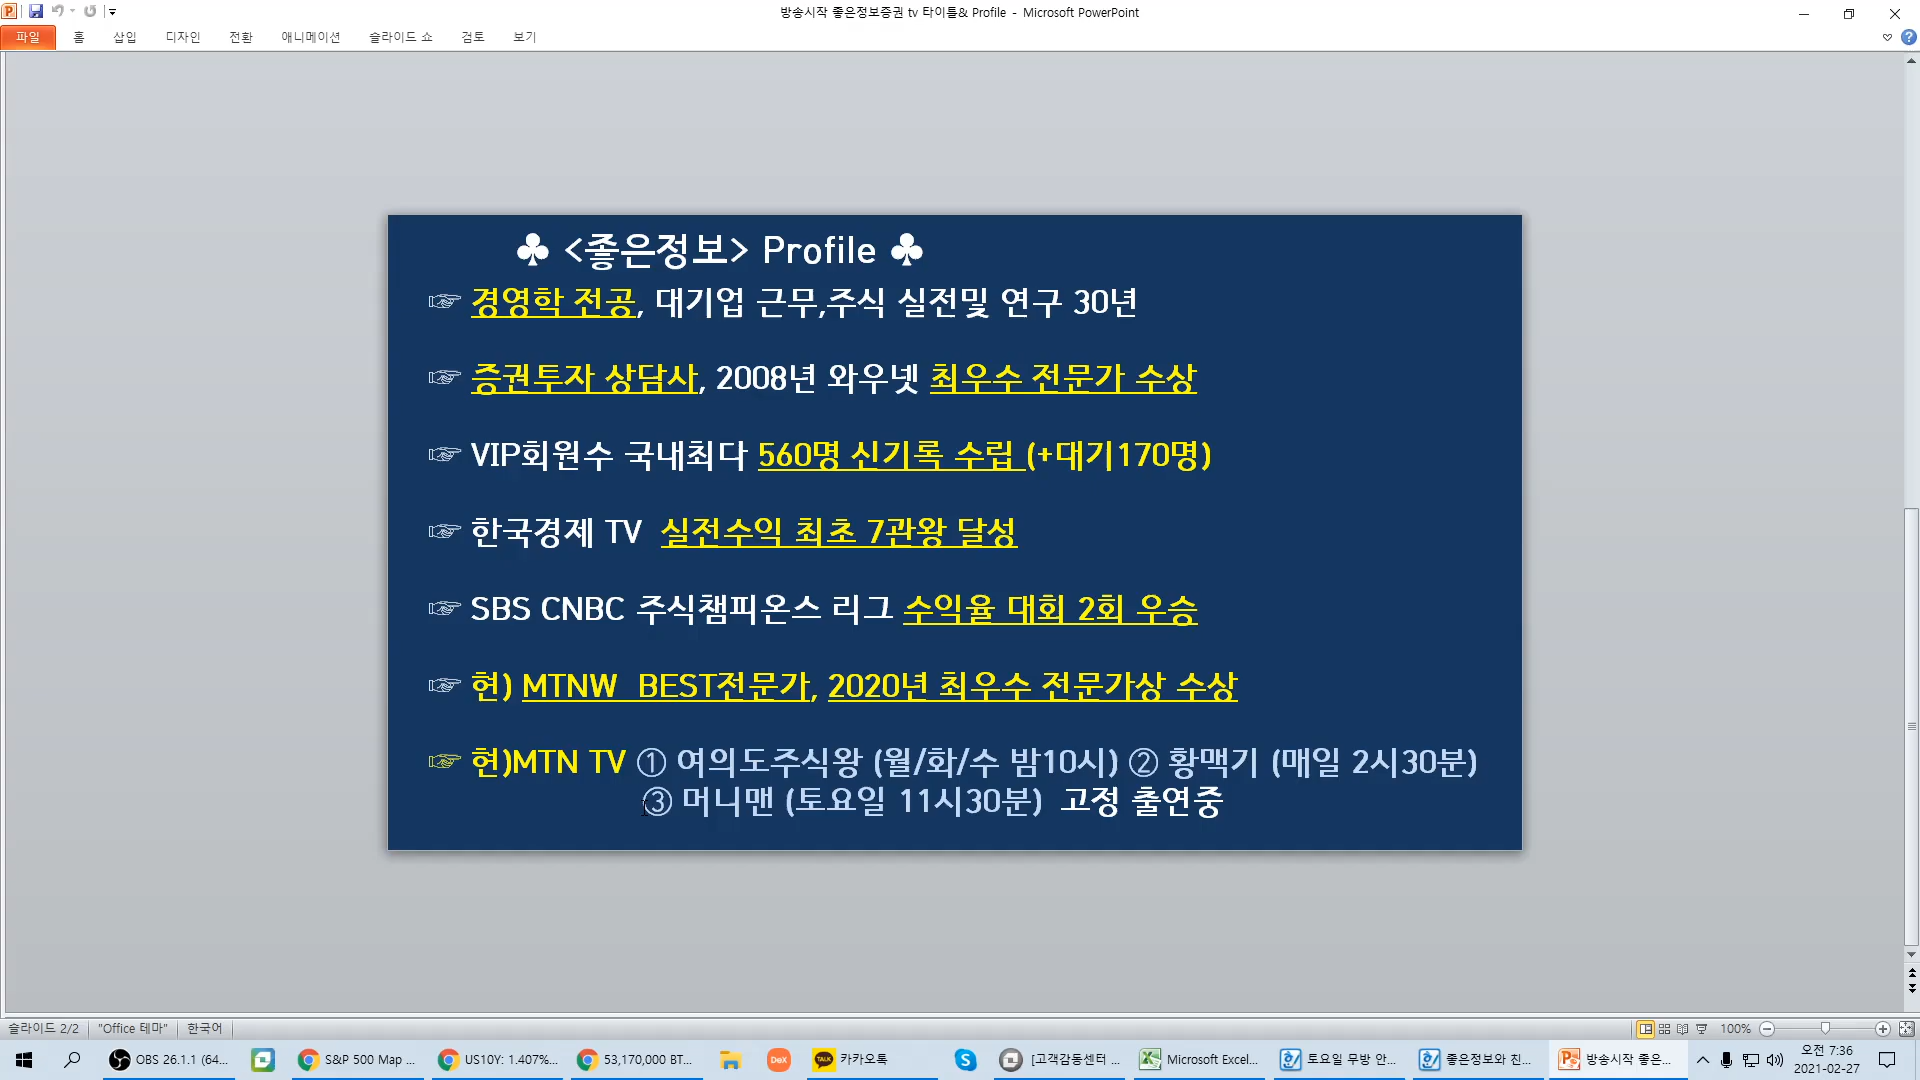 방송시작 좋은정보증권 tv 타이틀& Profile - Microsoft PowerPoint
파일 홈 삽입 디자인 전환 애니메이션 슬라이드 쇼 검토 보기
♣ <좋은정보> Profile ♣
☞ 경영학 전공, 대기업 근무,주식 실전및 연구 30년
☞ 증권투자 상담사, 2008년 와우넷 최우수 전문가 수상
☞ VIP회원수 국내최다 560명 신기록 수립 (+대기170명)
☞ 한국경제 TV 실전수익 최초 7관왕 달성
☞ SBS CNBC 주식챔피온스 리그 수익율 대회 2회 우승
☞ 현) MTNW BEST전문가, 2020년 최우수 전문가상 수상
☞ 현)MTN TV ① 여의도주식왕 (월/화/수 밤10시) ② 황맥기 (매일 2시30분)
③ 머니맨 (토요일 11시30분) 고정 출연중
슬라이드 2/2 "Office 테마" 한국어 100%
OBS 26.1.1 (64... S&P 500 Map ... US10Y: 1.407%... 53,170,000 BT... DeX TALK 카카오톡 [고객감동센터 ... Microsoft Excel... 토요일 무방 안... 좋은정보와 친... 방송시작 좋은... 오전 7:36
2021-02-27